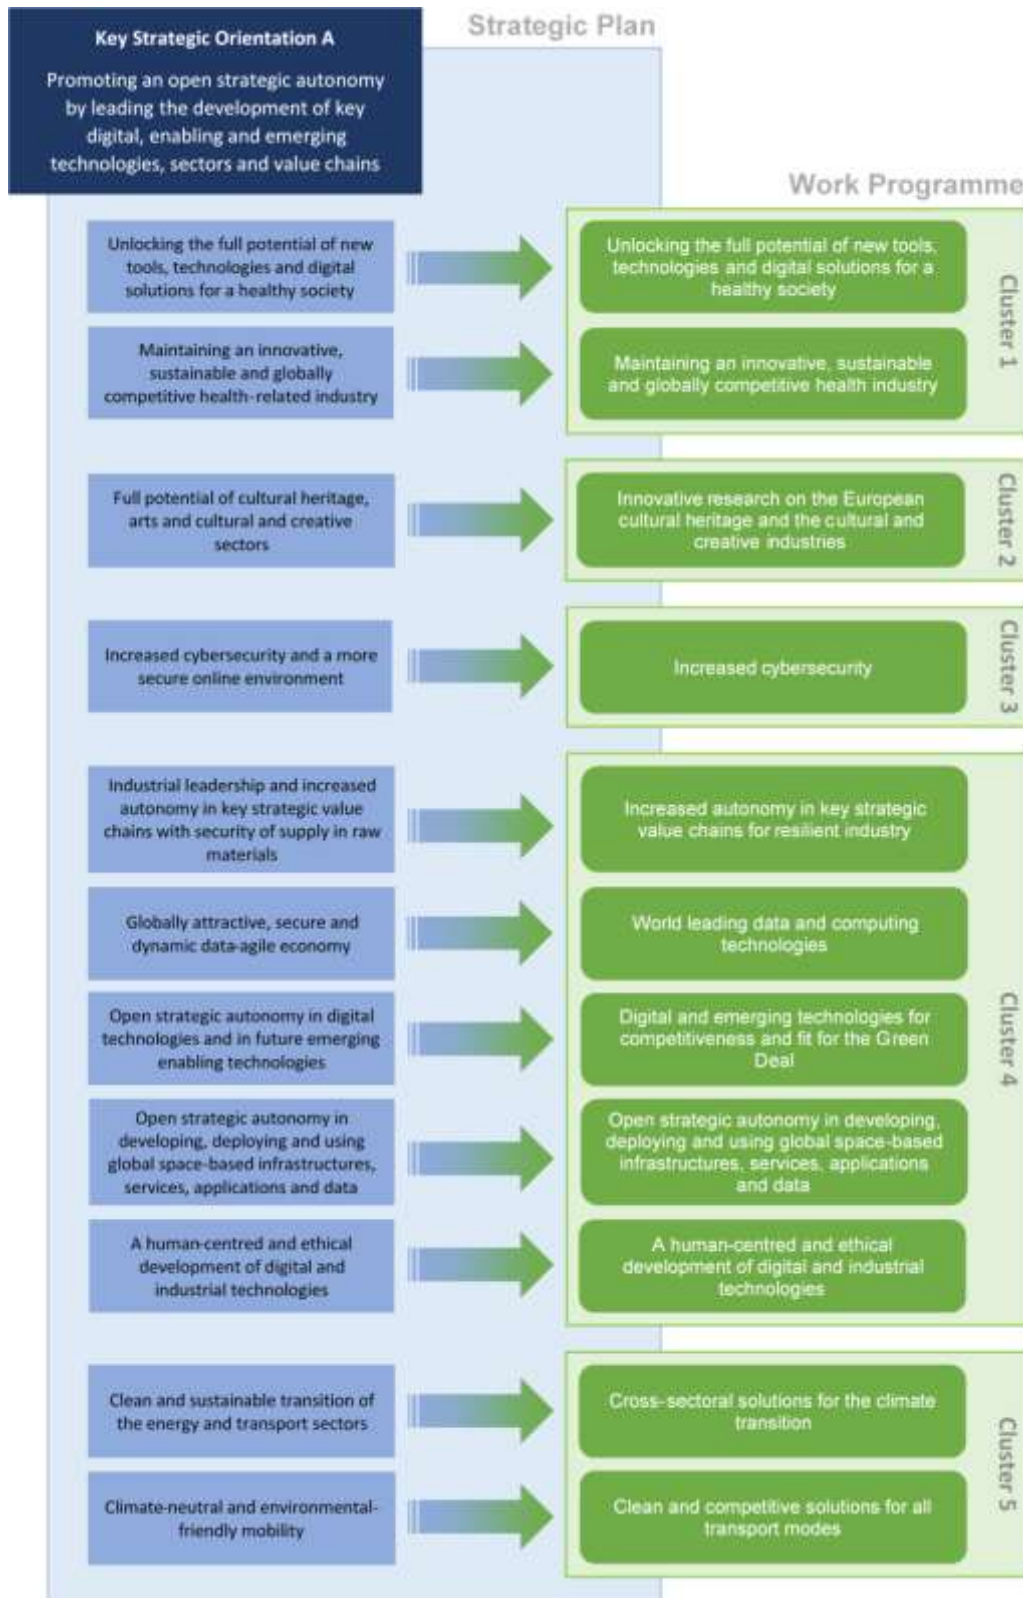 Strategic Plan
Key Strategic Orientation A
Promoting an open strategic autonomy
by leading the development of key
digital, enabling and emerging
technologies, sectors and value chains
Work Programme
Unlocking the full potential of new
tools, technologies and digital
solutions for a healthy society
Unlocking the full potential of new tools,
technologies and digital solutions for a
healthy society
Maintaining an innovative,
sustainable and globally
competitive health-related industry
Maintaining an innovative, sustainable
and globally competitive health industry
Cluster 1
Full potential of cultural heritage,
arts and cultural and creative
sectors
Innovative research on the European
cultural heritage and the cultural and
creative industries
Cluster 2
Increased cybersecurity and a more
secure online environment
Increased cybersecurity
Cluster 3
Industrial leadership and increased
autonomy in key strategic value
chains with security of supply in raw
materials
Increased autonomy in key strategic
value chains for resilient industry
Globally attractive, secure and
dynamic data-agile economy
World leading data and computing
technologies
Open strategic autonomy in digital
technologies and in future emerging
enabling technologies
Digital and emerging technologies for
competitiveness and fit for the Green
Deal
Open strategic autonomy in
developing, deploying and using
global space-based infrastructures,
services, applications and data
Open strategic autonomy in developing,
deploying and using global space-based
infrastructures, services, applications
and data
A human-centred and ethical
development of digital and
industrial technologies
A human-centred and ethical
development of digital and industrial
technologies
Cluster 4
Clean and sustainable transition of
the energy and transport sectors
Cross-sectoral solutions for the climate
transition
Climate-neutral and environmental-
friendly mobility
Clean and competitive solutions for all
transport modes
Cluster 5